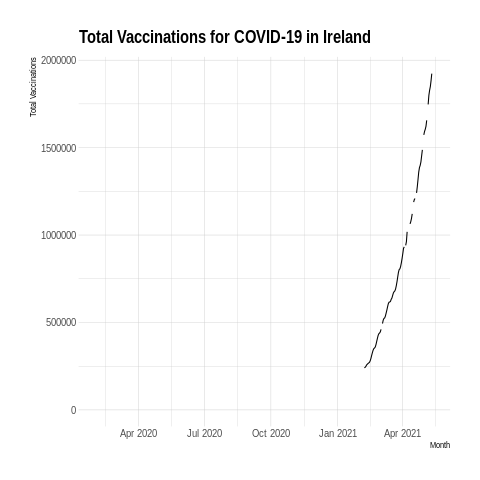 Total Vaccinations for COVID-19 in Ireland
Total Vaccinations
2000000
1500000
1000000
500000
0
Apr 2020 Jul 2020 Oct 2020 Jan 2021 Apr 2021
Month